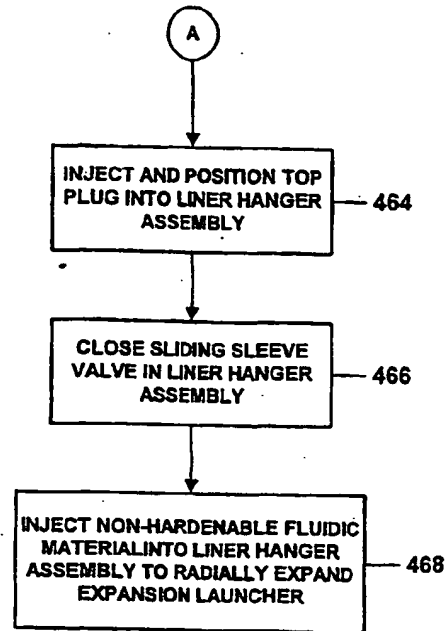 A
INJECT AND POSITION TOP
PLUG INTO LINER HANGER
ASSEMBLY
464
CLOSE SLIDING SLEEVE
VALVE IN LINER HANGER
ASSEMBLY
466
INJECT NON-HARDENABLE FLUIDIC
MATERIALINTO LINER HANGER
ASSEMBLY TO RADIALLY EXPAND
EXPANSION LAUNCHER
468